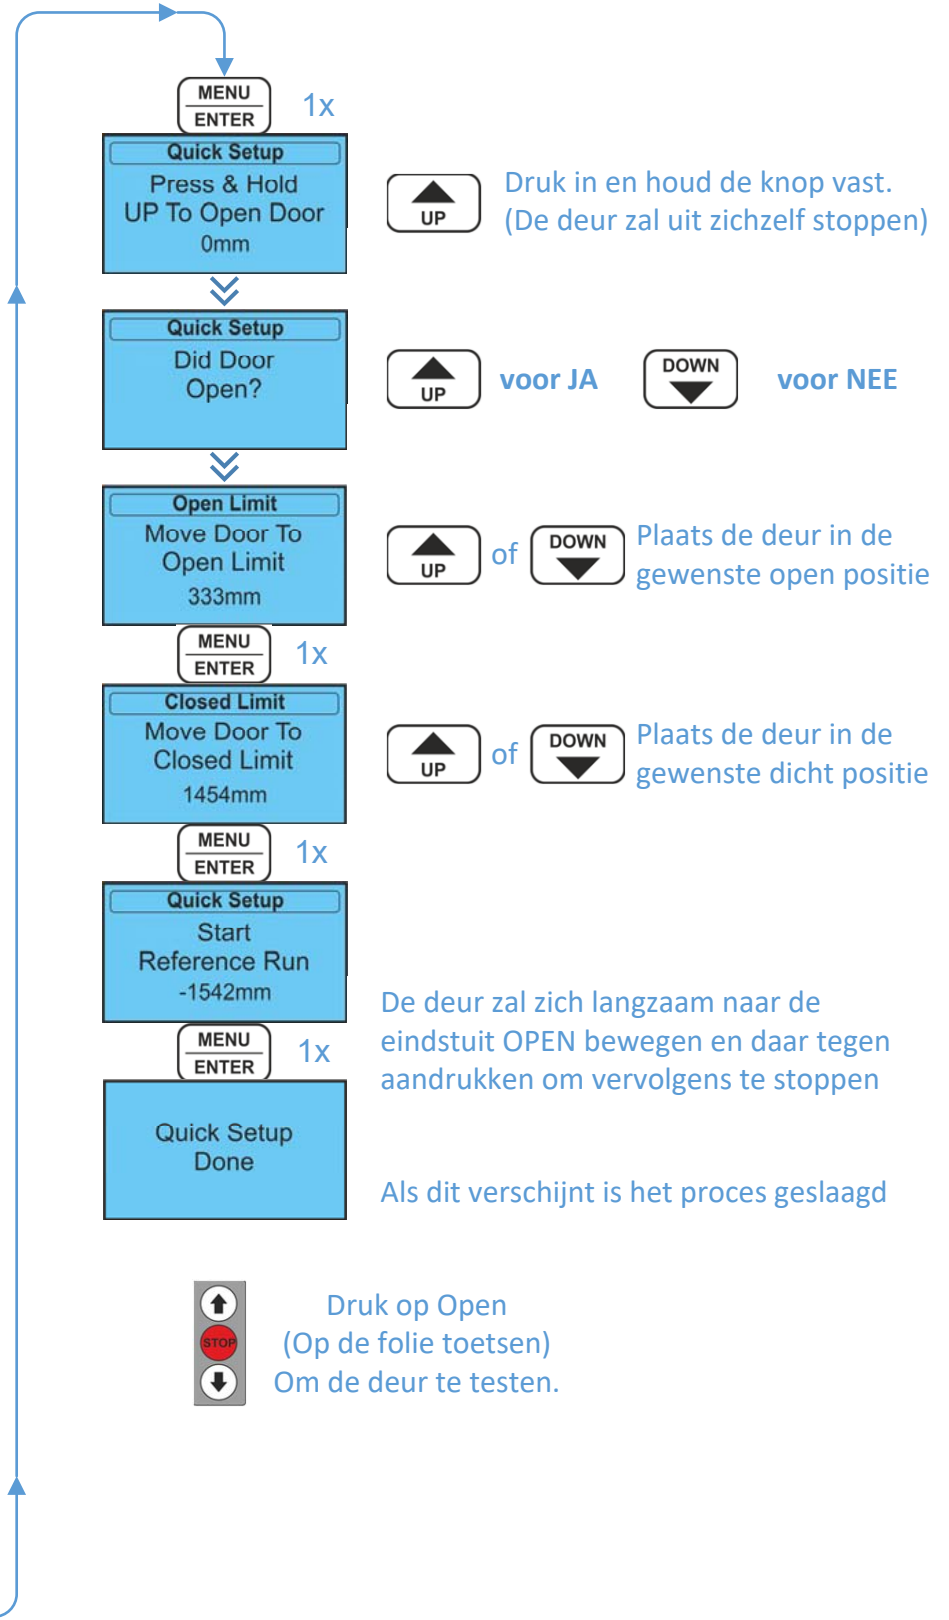 MENU
ENTER
1x
Quick Setup
Press & Hold
UP To Open Door
0mm
UP
Druk in en houd de knop vast.
(De deur zal uit zichzelf stoppen)
Quick Setup
Did Door
Open?
UP
voor JA
DOWN
voor NEE
Open Limit
Move Door To
Open Limit
333mm
UP
of
DOWN
Plaats de deur in de
gewenste open positie
MENU
ENTER
1x
Closed Limit
Move Door To
Closed Limit
1454mm
UP
of
DOWN
Plaats de deur in de
gewenste dicht positie
MENU
ENTER
1x
Quick Setup
Start
Reference Run
-1542mm
De deur zal zich langzaam naar de
eindstuit OPEN bewegen en daar tegen
aandrukken om vervolgens te stoppen
MENU
ENTER
1x
Quick Setup
Done
Als dit verschijnt is het proces geslaagd
STOP
Druk op Open
(Op de folie toetsen)
Om de deur te testen.